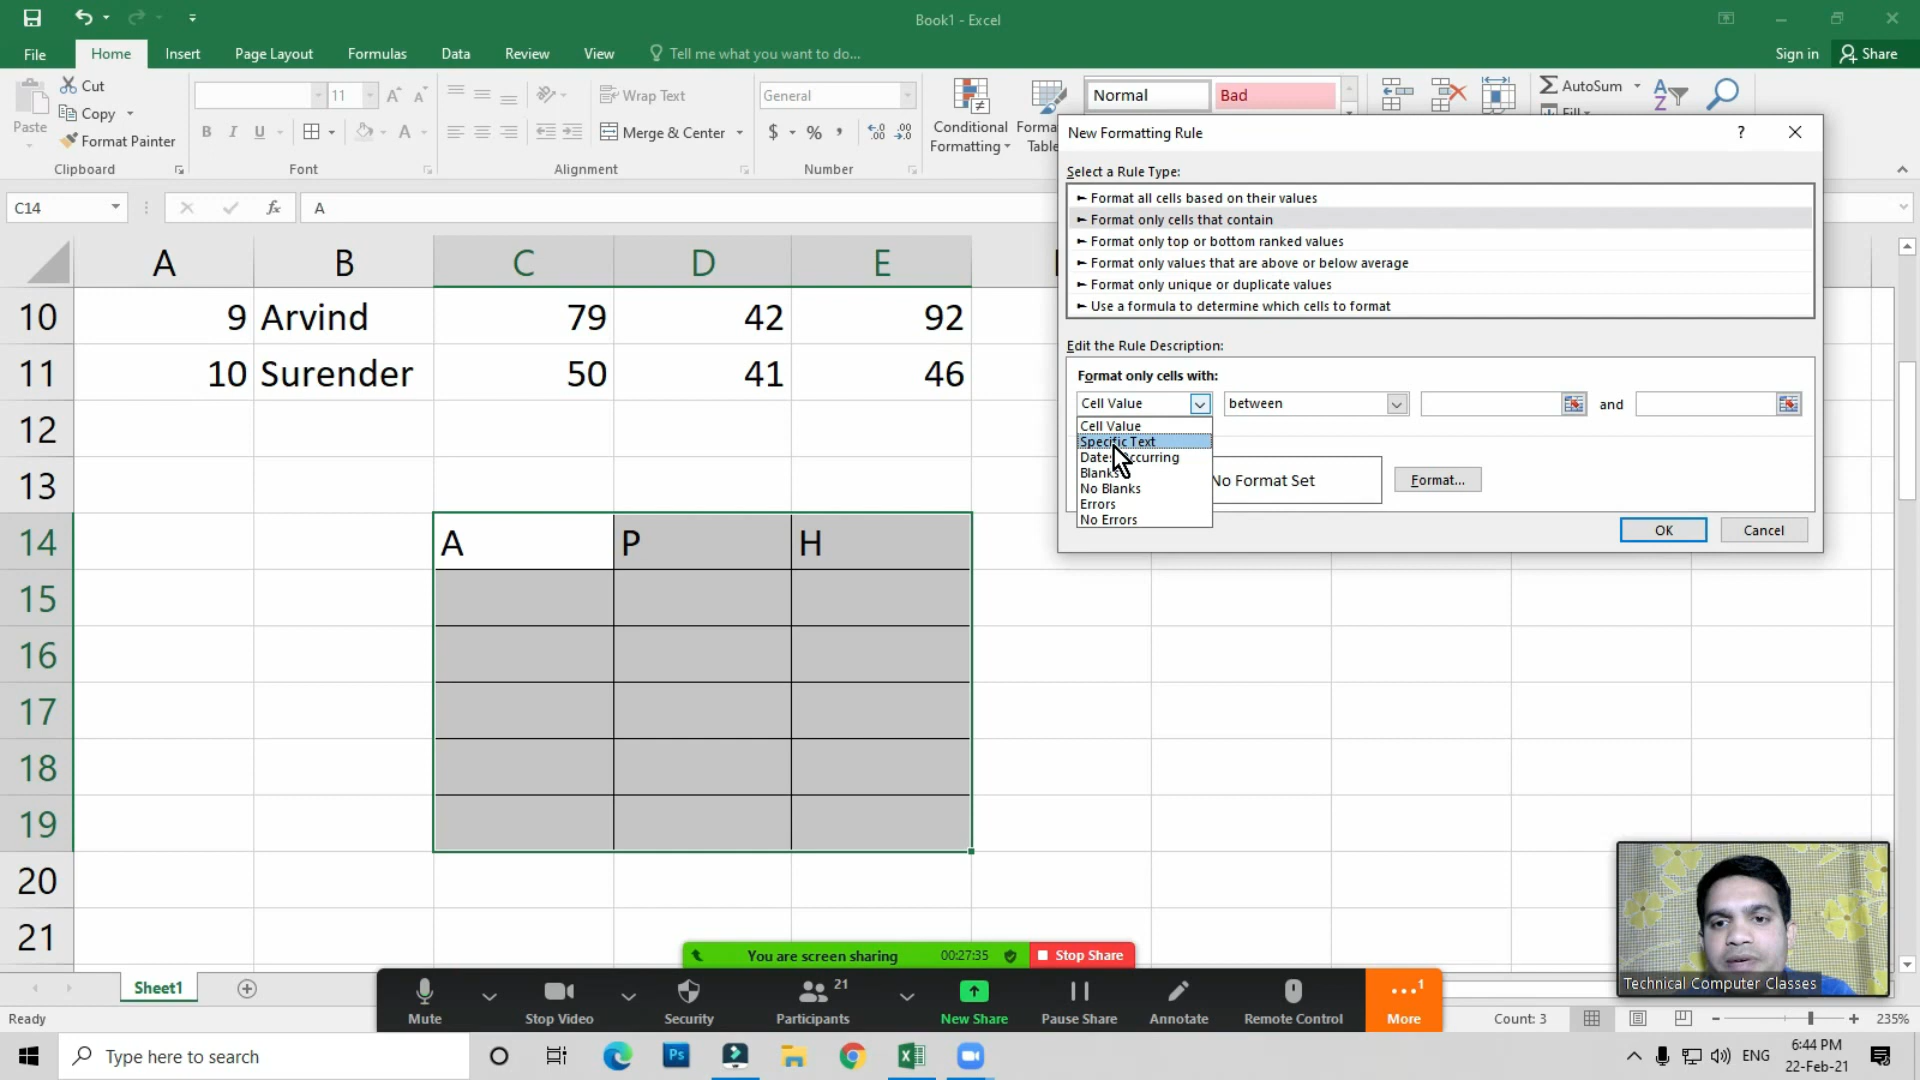 Book1 - Excel
File Home Insert Page Layout Formulas Data Review View Tell me what you want to do... Sign in Share
Paste Cut Copy Format Painter Clipboard
11 A A B I U A Font
Wrap Text Merge & Center Alignment
General $ % , Number
Conditional Formatting
Normal Bad
AutoSum
New Formatting Rule ?
Select a Rule Type:
► Format all cells based on their values
► Format only cells that contain
► Format only top or bottom ranked values
► Format only values that are above or below average
► Format only unique or duplicate values
► Use a formula to determine which cells to format
Edit the Rule Description:
Format only cells with:
Cell Value between and
Cell Value
Specific Text
Blanks
No Blanks
Errors
No Errors
No Format Set Format...
OK Cancel
C14 fx A
A B C D E
10 9 Arvind 79 42 92
11 10 Surender 50 41 46
12
13
14 A P H
15
16
17
18
19
20
21
You are screen sharing 00:27:35 Stop Share
Sheet1
Mute Stop Video Security Participants 21 New Share Pause Share Annotate Remote Control More 1
Technical Computer Classes
Ready Count: 3 235%
Type here to search Ps ENG 6:44 PM
22-Feb-21